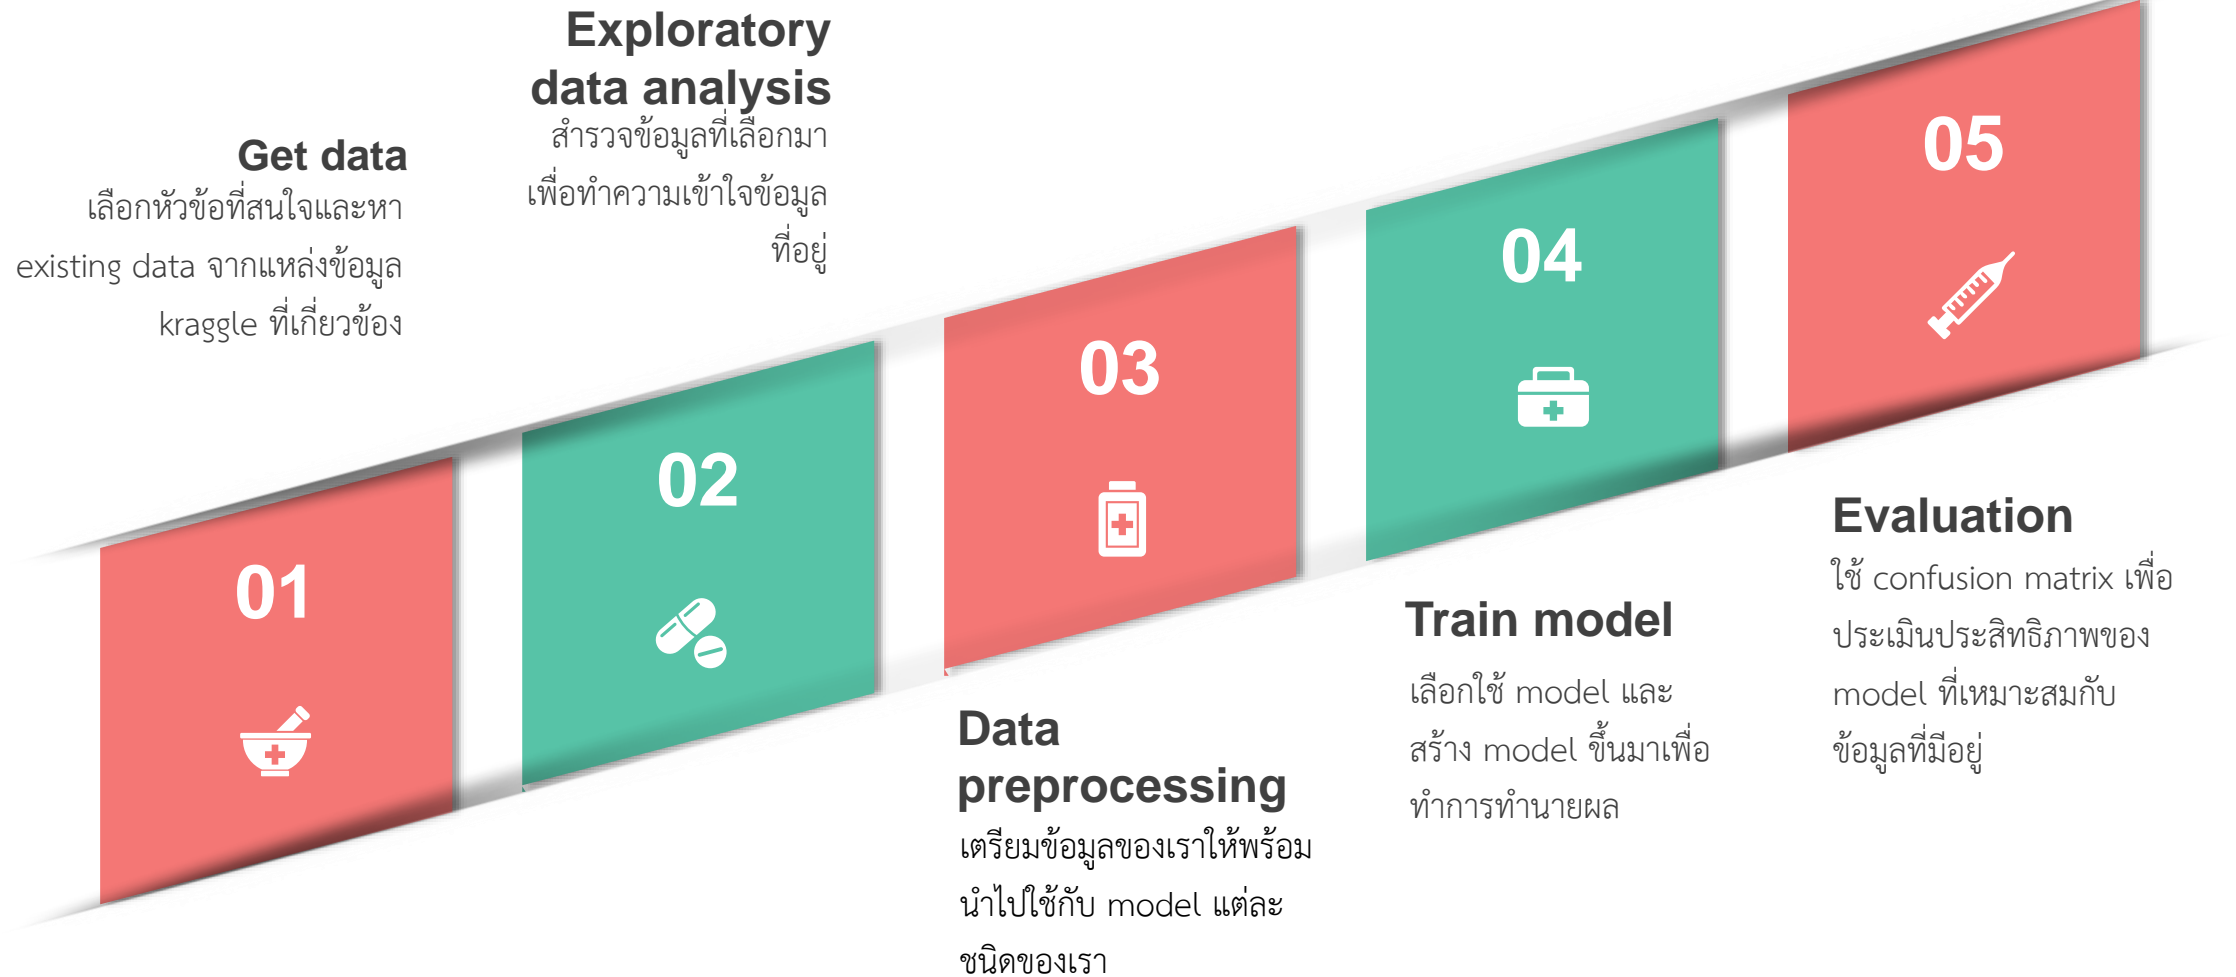 Get data
เลือกหัวข้อที่สนใจและหา
existing data จากแหล่งข้อมูล
kraggle ที่เกี่ยวข้อง
01
Exploratory
data analysis
สำรวจข้อมูลที่เลือกมา
เพื่อทำความเข้าใจข้อมูล
ที่อยู่
02
03
Data
preprocessing
เตรียมข้อมูลของเราให้พร้อม
นำไปใช้กับ model แต่ละ
ชนิดของเรา
04
Train model
เลือกใช้ model และ
สร้าง model ขึ้นมาเพื่อ
ทำการทำนายผล
05
Evaluation
ใช้ confusion matrix เพื่อ
ประเมินประสิทธิภาพของ
model ที่เหมาะสมกับ
ข้อมูลที่มีอยู่